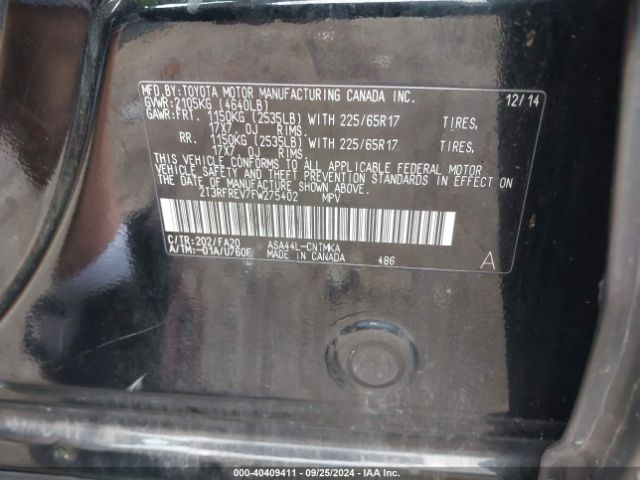 MFD.BY:TOYOTA MOTOR MANUFACTURING CANADA INC. 12/14
GVWR:2105KG (4640LB)
GAWR:FRT. 1150KG (2535LB) WITH 225/65R17 TIRES,
17X7. 0J RIMS.
RR. 1150KG (2535LB) WITH 225/65R17 TIRES,
17X7. 0J RIMS.
THIS VEHICLE CONFORMS TO ALL APPLICABLE FEDERAL MOTOR
VEHICLE SAFETY AND THEFT PREVENTION STANDARDS IN EFFECT ON
THE DATE OF MANUFACTURE SHOWN ABOVE.
2T3RFREV7FW275402 MPV
C/TR:202/FA20 ASA44L-CNTMKA
A/TM:-01A/U760F MADE IN CANADA 486 A
000-40409411 - 09/25/2024 - IAA Inc.